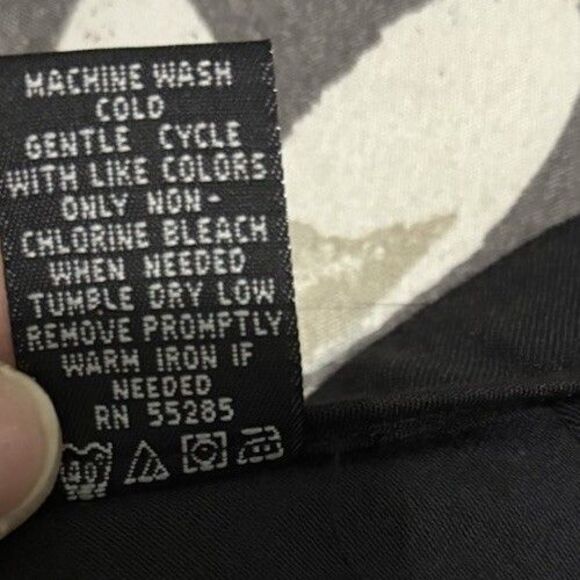 MACHINE WASH
COLD
GENTLE CYCLE
WITH LIKE COLORS
ONLY NON-
CHLORINE BLEACH
WHEN NEEDED
TUMBLE DRY LOW
REMOVE PROMPTLY
WARM IRON IF
NEEDED
RN 55285